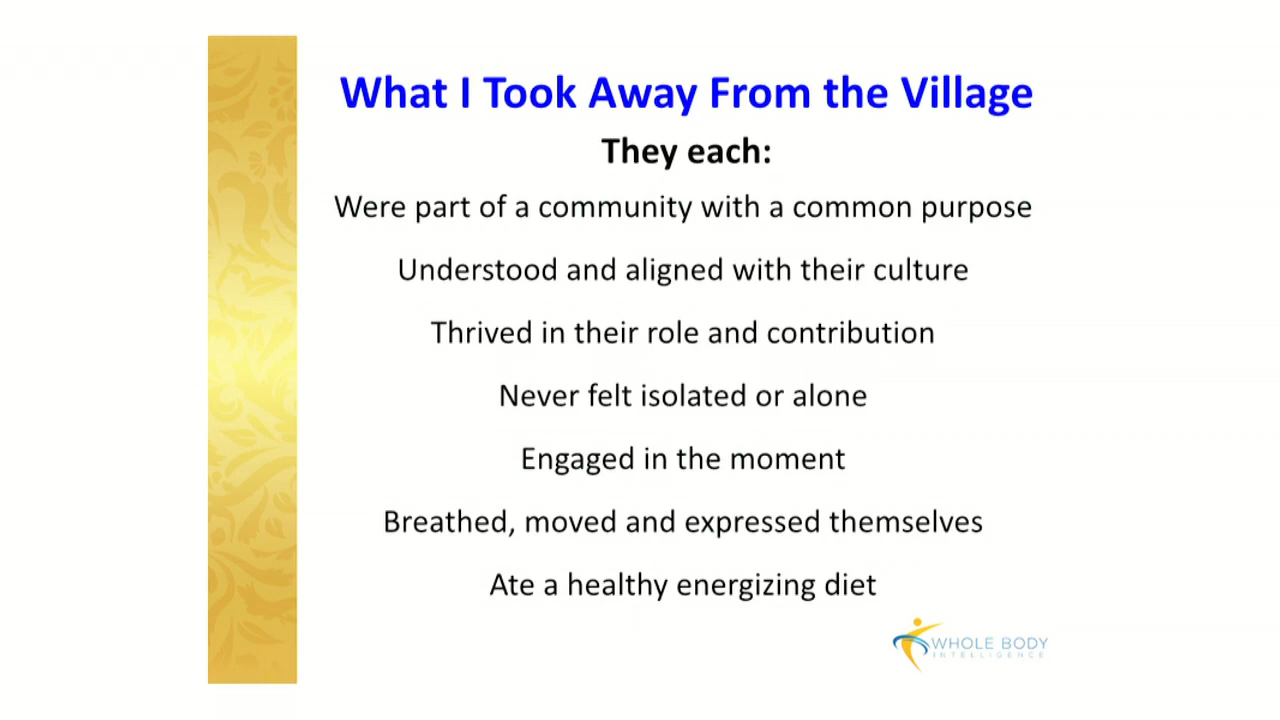 What I Took Away From the Village
They each:
Were part of a community with a common purpose
Understood and aligned with their culture
Thrived in their role and contribution
Never felt isolated or alone
Engaged in the moment
Breathed, moved and expressed themselves
Ate a healthy energizing diet
WHOLE BODY
INTELLIGENCE